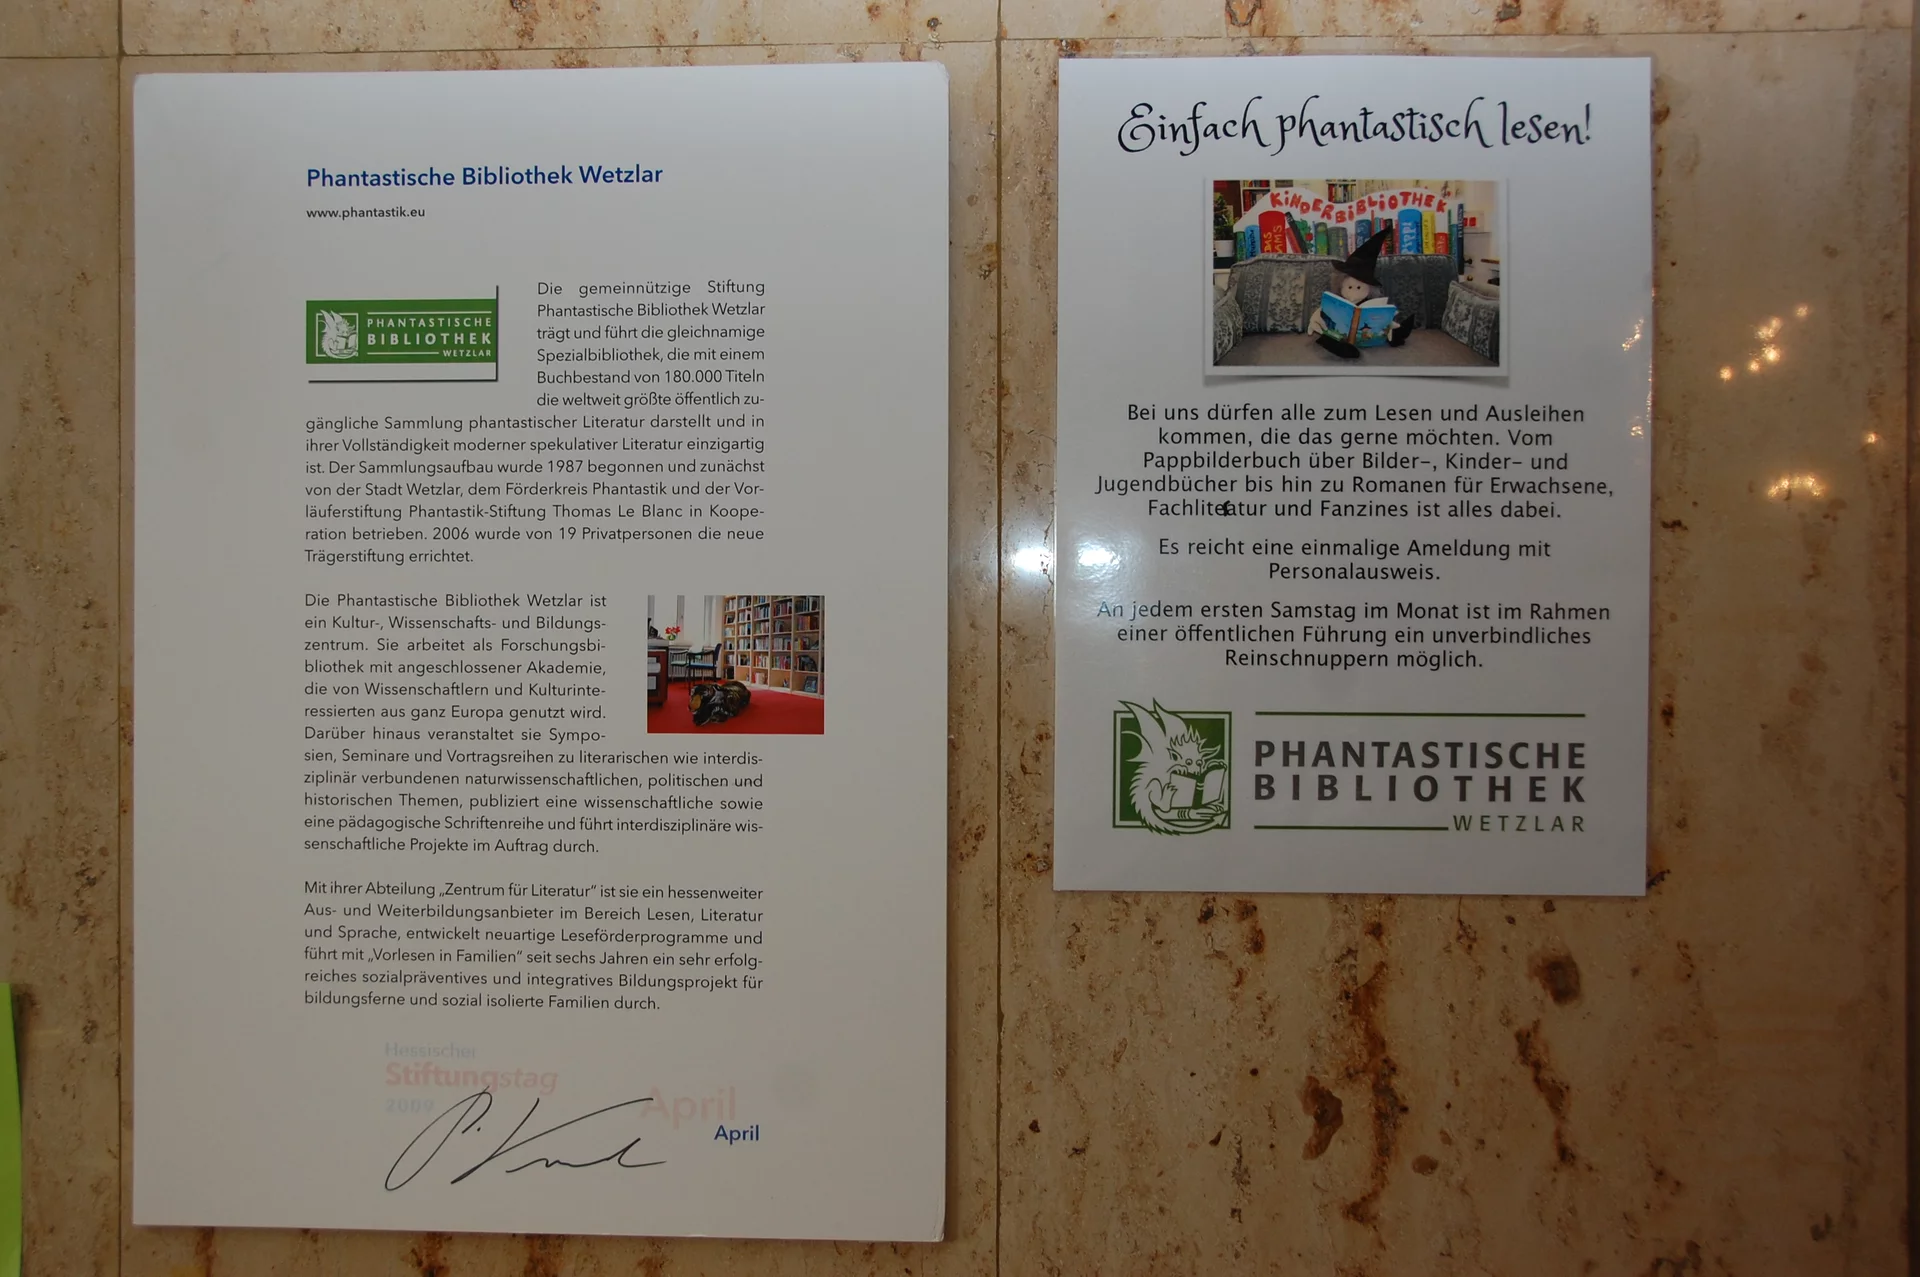 Phantastische Bibliothek Wetzlar
www.phantastik.eu
PHANTASTISCHE
BIBLIOTHEK
WETZLAR
Die gemeinnützige Stiftung
Phantastische Bibliothek Wetzlar
trägt und führt die gleichnamige
Spezialbibliothek, die mit einem
Buchbestand von 180.000 Titeln
die weltweit größte öffentlich zu-
gängliche Sammlung phantastischer Literatur darstellt und in
ihrer Vollständigkeit moderner spekulativer Literatur einzigartig
ist. Der Sammlungsaufbau wurde 1987 begonnen und zunächst
von der Stadt Wetzlar, dem Förderkreis Phantastik und der Vor-
läuferstiftung Phantastik-Stiftung Thomas Le Blanc in Koope-
ration betrieben. 2006 wurde von 19 Privatpersonen die neue
Trägerstiftung errichtet.
Die Phantastische Bibliothek Wetzlar ist
ein Kultur-, Wissenschafts- und Bildungs-
zentrum. Sie arbeitet als Forschungsbi-
bliothek mit angeschlossener Akademie,
die von Wissenschaftlern und Kulturinte-
ressierten aus ganz Europa genutzt wird.
Darüber hinaus veranstaltet sie Sympo-
sien, Seminare und Vortragsreihen zu literarischen wie interdis-
ziplinär verbundenen naturwissenschaftlichen, politischen und
historischen Themen, publiziert eine wissenschaftliche sowie
eine pädagogische Schriftenreihe und führt interdisziplinäre wis-
senschaftliche Projekte im Auftrag durch.
Mit ihrer Abteilung „Zentrum für Literatur" ist sie ein hessenweiter
Aus- und Weiterbildungsanbieter im Bereich Lesen, Literatur
und Sprache, entwickelt neuartige Leseförderprogramme und
führt mit „Vorlesen in Familien" seit sechs Jahren ein sehr erfolg-
reiches sozialpräventives und integratives Bildungsprojekt für
bildungsferne und sozial isolierte Familien durch.
Hessischer
Stiftungstag
2009
April
April
Einfach phantastisch lesen!
KINDERBIBLIOTHEK
Bei uns dürfen alle zum Lesen und Ausleihen
kommen, die das gerne möchten. Vom
Pappbilderbuch über Bilder-, Kinder- und
Jugendbücher bis hin zu Romanen für Erwachsene,
Fachliteratur und Fanzines ist alles dabei.
Es reicht eine einmalige Ameldung mit
Personalausweis.
An jedem ersten Samstag im Monat ist im Rahmen
einer öffentlichen Führung ein unverbindliches
Reinschnuppern möglich.
PHANTASTISCHE
BIBLIOTHEK
WETZLAR